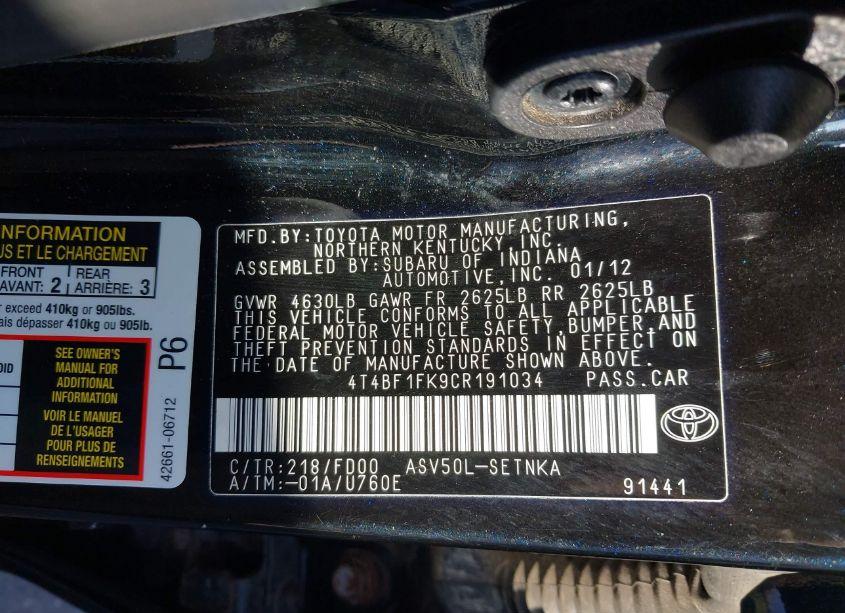 INFORMATION
US ET LE CHARGEMENT
FRONT
AVANT: 2
REAR
ARRIÈRE: 3
exceed 410kg or 905lbs.
ais dépasser 410kg ou 905lb.
OID
SEE OWNER'S
MANUAL FOR
ADDITIONAL
INFORMATION
VOIR LE MANUEL
DE L'USAGER
POUR PLUS DE
RENSEIGNEMENTS
P6
42661-06712
MFD.BY:TOYOTA MOTOR MANUFACTURING,
NORTHERN KENTUCKY,INC.
ASSEMBLED BY:SUBARU OF INDIANA
AUTOMOTIVE,INC. 01/12
GVWR 4630LB GAWR FR 2625LB RR 2625LB
THIS VEHICLE CONFORMS TO ALL APPLICABLE
FEDERAL MOTOR VEHICLE SAFETY,BUMPER,AND
THEFT PREVENTION STANDARDS IN EFFECT ON
THE DATE OF MANUFACTURE SHOWN ABOVE.
4T4BF1FK9CR191034 PASS.CAR
C/TR:218/FD00 ASV50L-SETNKA
A/TM:-01A/U760E 91441